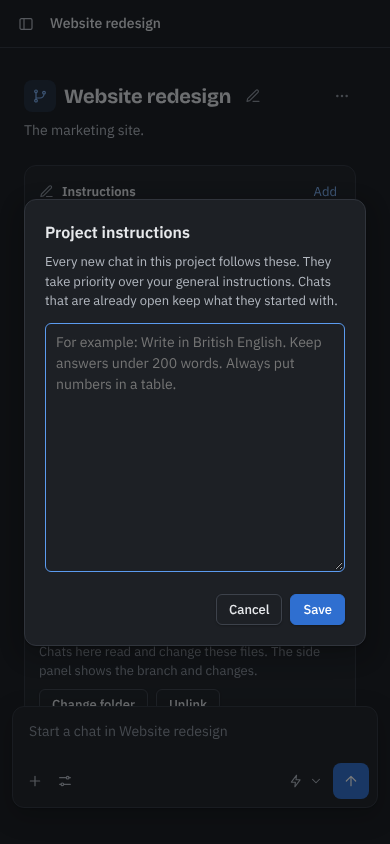 Website redesign
Website redesign
The marketing site.
Instructions
Add
Project instructions
Every new chat in this project follows these. They
take priority over your general instructions. Chats
that are already open keep what they started with.
For example: Write in British English. Keep
answers under 200 words. Always put
numbers in a table.
Cancel
Save
Chats here read and change these files. The side
panel shows the branch and changes.
Change folder
Unlink
Start a chat in Website redesign